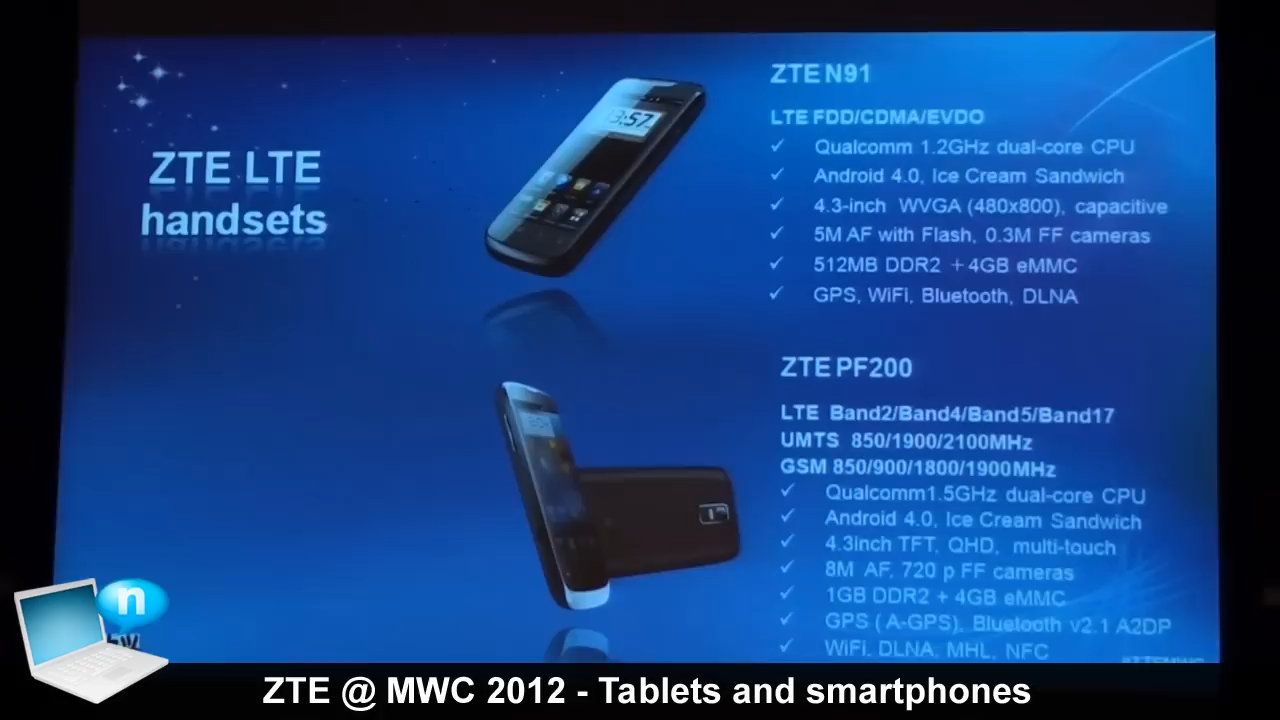 ZTE LTE
handsets
3:57
ZTE N91
LTE FDD/CDMA/EVDO
✓ Qualcomm 1.2GHz dual-core CPU
✓ Android 4.0, Ice Cream Sandwich
✓ 4.3-inch WVGA (480x800), capacitive
✓ 5M AF with Flash, 0.3M FF cameras
✓ 512MB DDR2 +4GB eMMC
✓ GPS, WiFi, Bluetooth, DLNA
ZTE PF200
LTE Band2/Band4/Band5/Band17
UMTS 850/1900/2100MHz
GSM 850/900/1800/1900MHz
✓ Qualcomm1.5GHz dual-core CPU
✓ Android 4.0, Ice Cream Sandwich
✓ 4.3inch TFT, QHD, multi-touch
✓ 8M AF, 720 p FF cameras
✓ 1GB DDR2 + 4GB eMMC
✓ GPS ( A-GPS), Bluetooth v2.1 A2DP
✓ WiFi, DLNA, MHL, NFC
#ZTEMWC
n
ZTE @ MWC 2012 - Tablets and smartphones